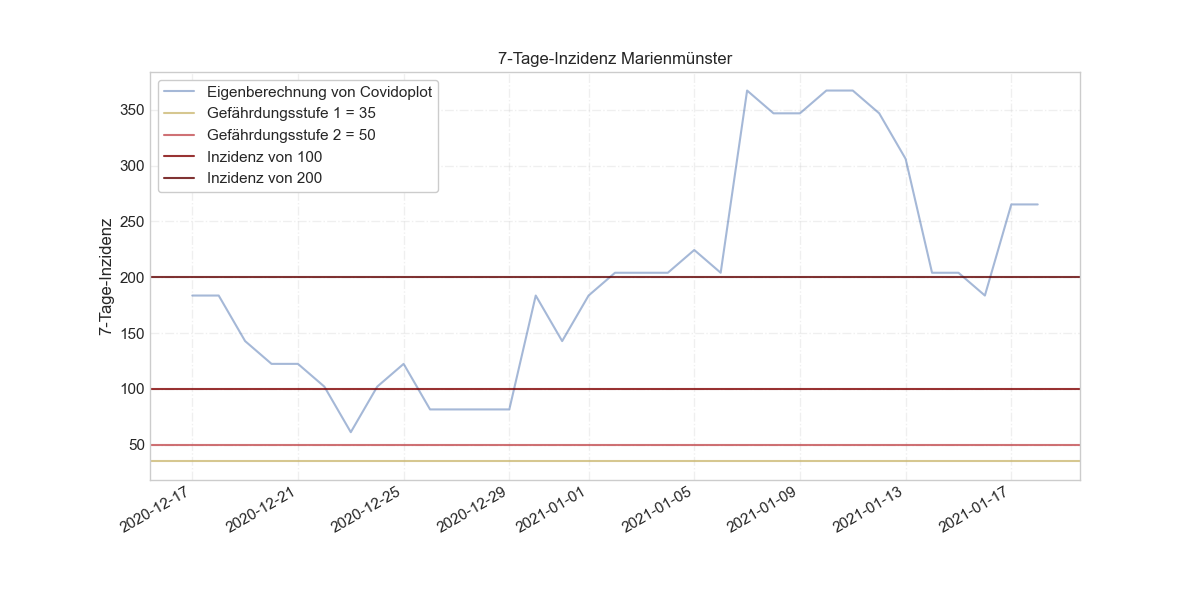 7-Tage-Inzidenz Marienmünster
Eigenberechnung von Covidoplot
Gefährdungsstufe 1 = 35
Gefährdungsstufe 2 = 50
Inzidenz von 100
Inzidenz von 200
7-Tage-Inzidenz
350
300
250
200
150
100
50
2020-12-17
2020-12-21
2020-12-25
2020-12-29
2021-01-01
2021-01-05
2021-01-09
2021-01-13
2021-01-17